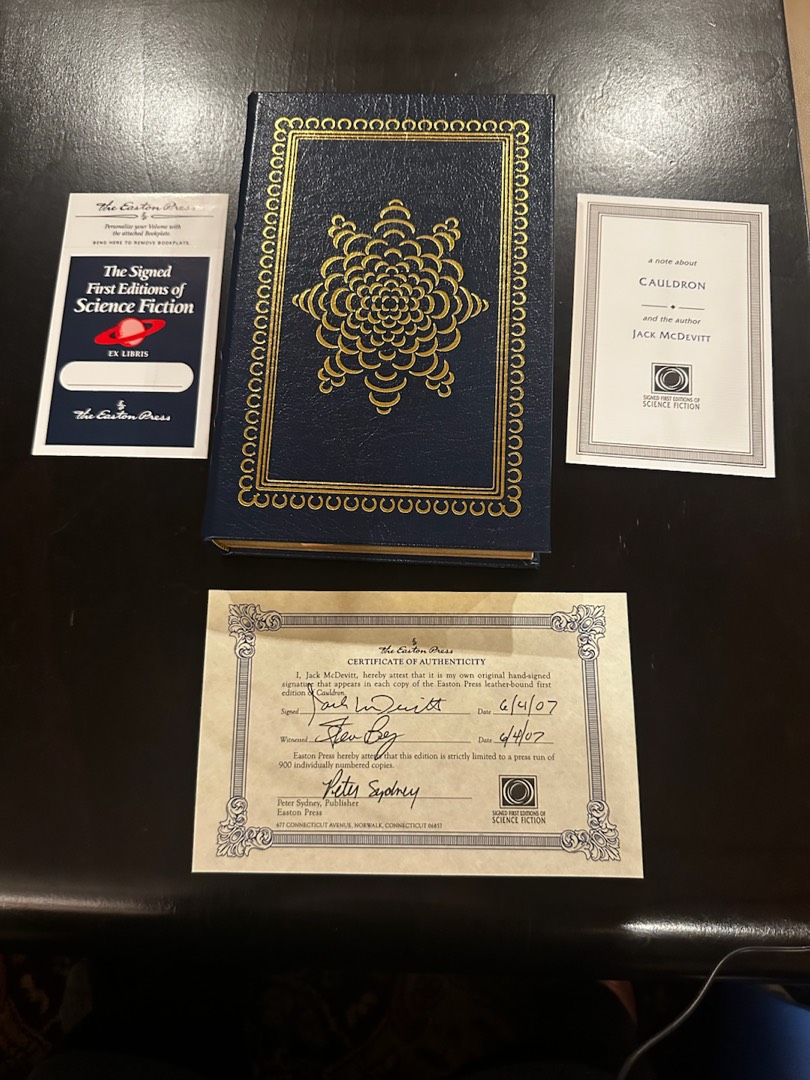 The Easton Press
Personalize your Volume with
the attached Bookplate.
BEND HERE TO REMOVE BOOKPLATE.
The Signed
First Editions of
Science Fiction
EX LIBRIS
The Easton Press
a note about
CAULDRON
and the author
JACK MCDEVITT
SIGNED FIRST EDITIONS OF
SCIENCE FICTION
The Easton Press
CERTIFICATE OF AUTHENTICITY
I, Jack McDevitt, hereby attest that it is my own original hand-signed
signature that appears in each copy of the Easton Press leather-bound first
edition of Cauldron.
Signed Jack McDevitt Date 6/4/07
Witnessed Date 6/4/07
Easton Press hereby attests that this edition is strictly limited to a press run of
900 individually numbered copies.
Peter Sydney
Peter Sydney, Publisher
Easton Press
677 CONNECTICUT AVENUE, NORWALK, CONNECTICUT 06857
SIGNED FIRST EDITIONS OF
SCIENCE FICTION